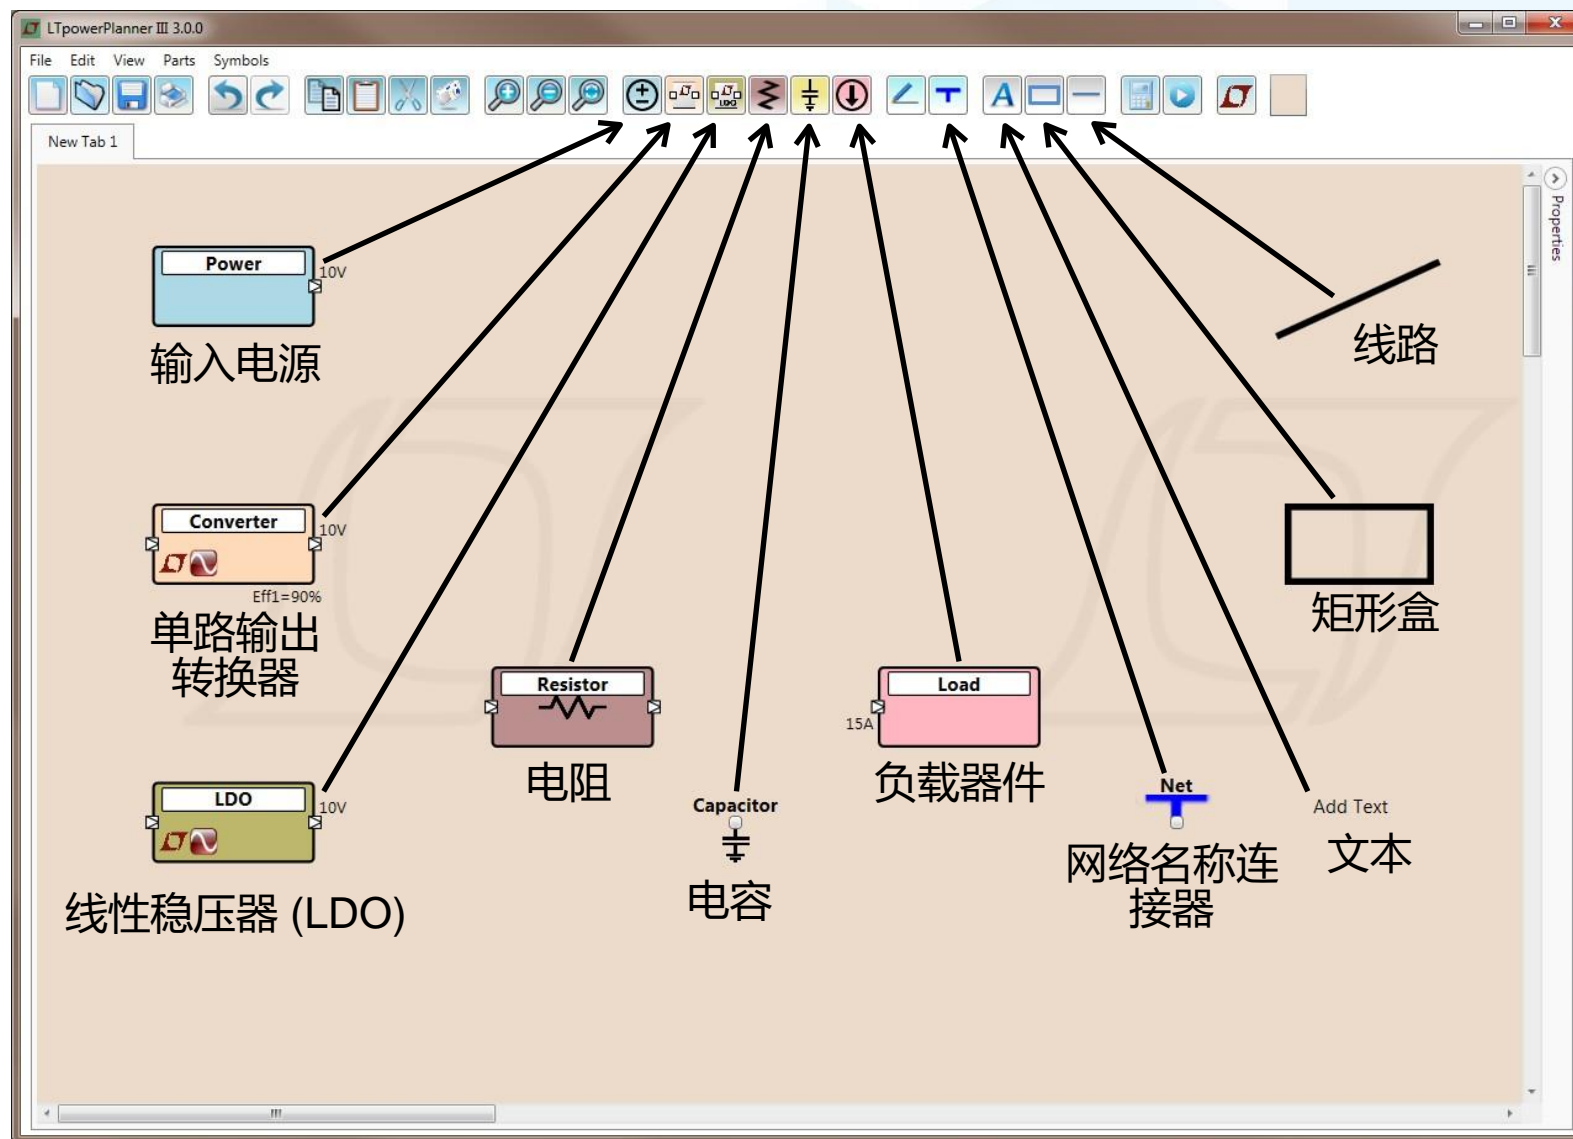 LTpowerPlanner III 3.0.0
File Edit View Parts Symbols
LDO
A
New Tab 1
Properties
Power
10V
输入电源
线路
Converter
10V
Eff1=90%
单路输出
转换器
矩形盒
Resistor
电阻
Load
15A
负载器件
LDO
10V
线性稳压器 (LDO)
Capacitor
电容
Net
网络名称连
接器
Add Text
文本